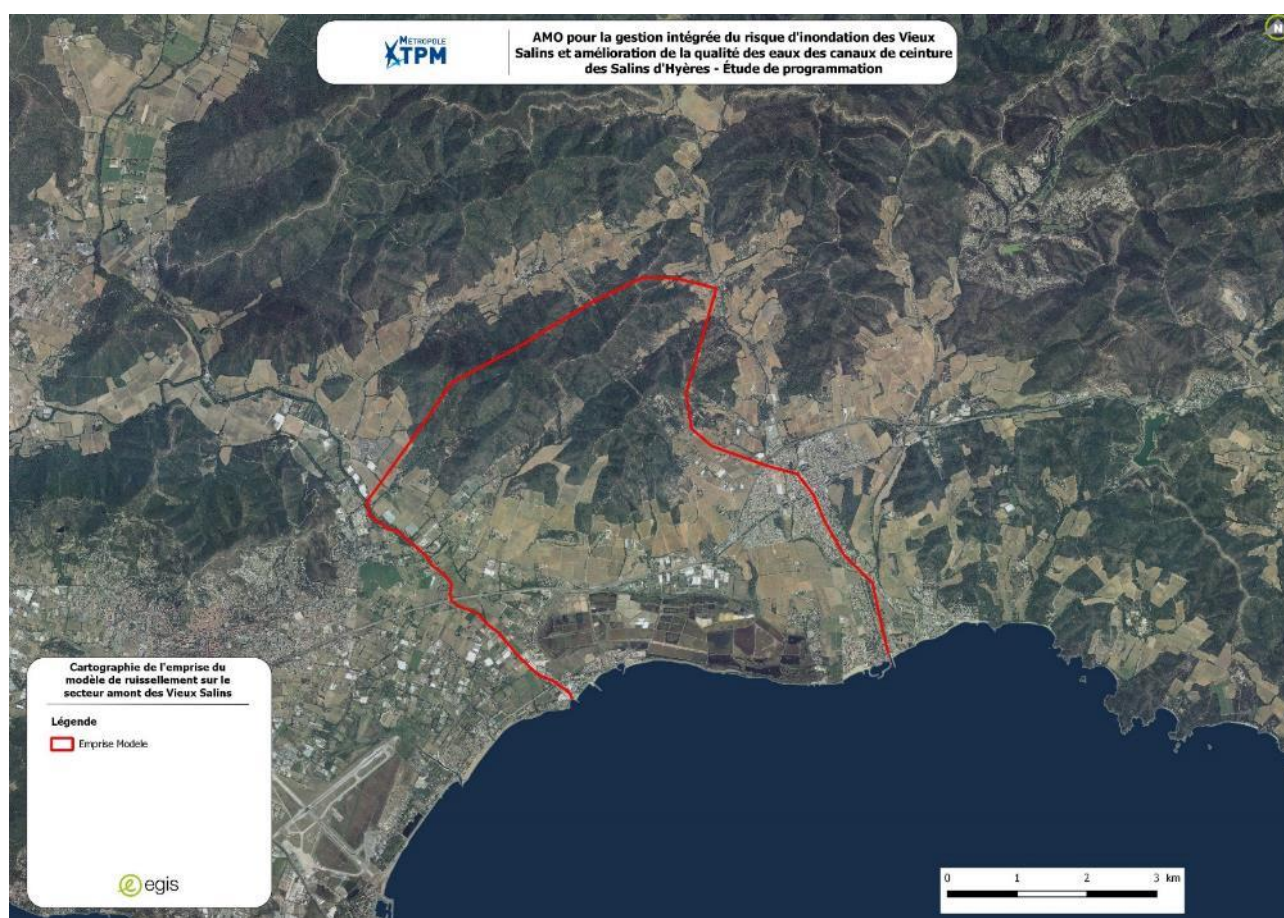 METROPOLE
TPM
AMO pour la gestion intégrée du risque d'inondation des Vieux
Salins et amélioration de la qualité des eaux des canaux de ceinture
des Salins d'Hyères - Étude de programmation
N
Cartographie de l'emprise du
modèle de ruissellement sur le
secteur amont des Vieux Salins
Légende
Emprise Modele
egis
0 1 2 3 km